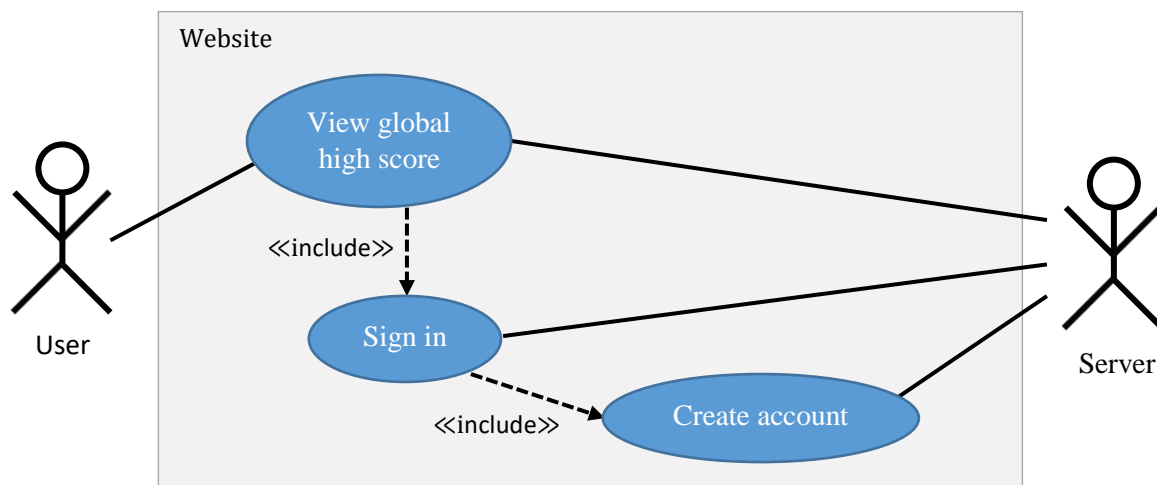 Website
View global
high score
≪include≫
User
Sign in
Server
≪include≫
Create account